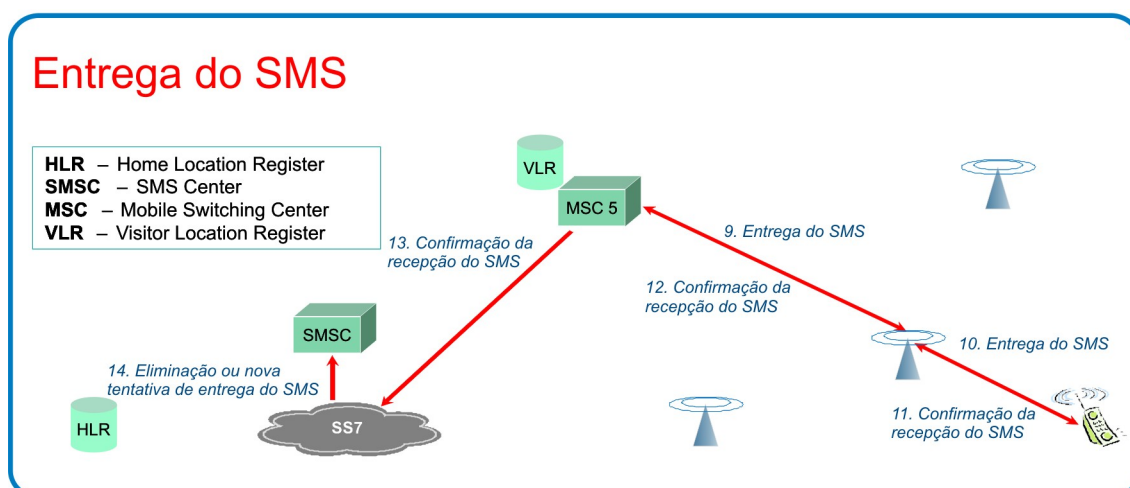 Entrega do SMS
HLR – Home Location Register
SMSC – SMS Center
MSC – Mobile Switching Center
VLR – Visitor Location Register
VLR
MSC 5
13. Confirmação da
recepção do SMS
9. Entrega do SMS
12. Confirmação da
recepção do SMS
SMSC
10. Entrega do SMS
14. Eliminação ou nova
tentativa de entrega do SMS
11. Confirmação da
recepção do SMS
HLR
SS7